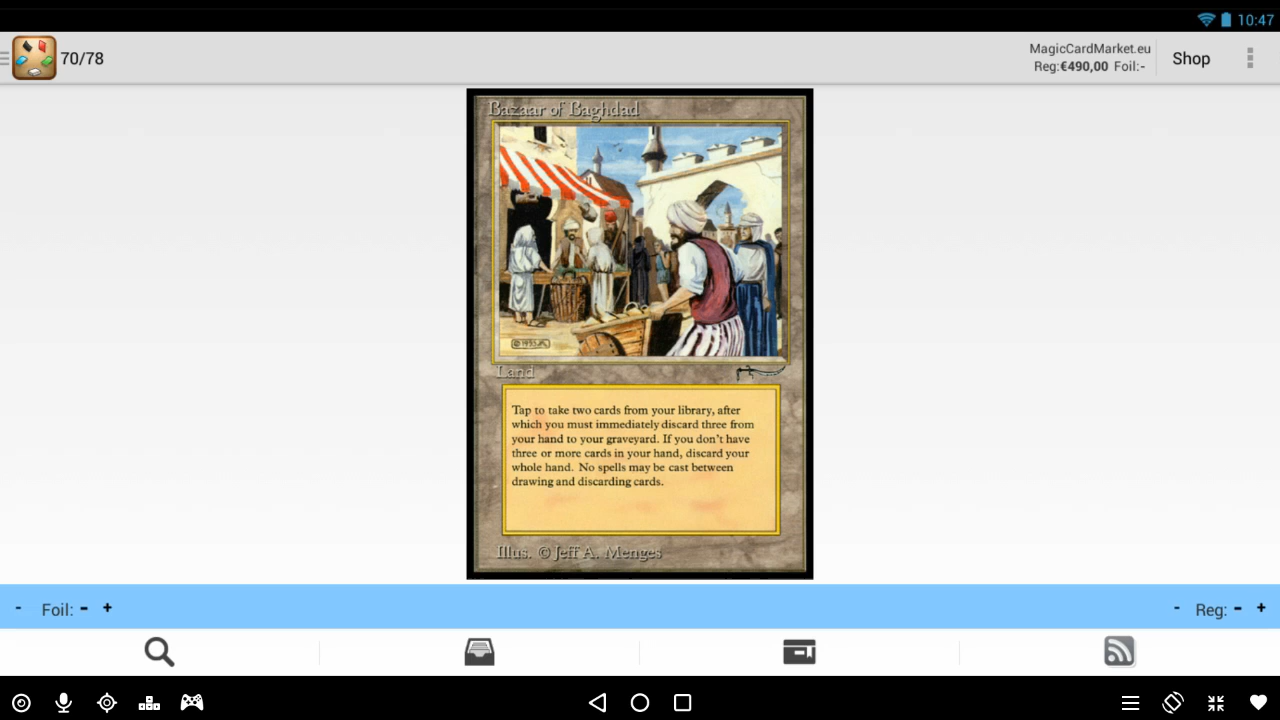 10:47
70/78
MagicCardMarket.eu
Reg:€490,00 Foil:-
Shop
Bazaar of Baghdad
Land
Tap to take two cards from your library, after
which you must immediately discard three from
your hand to your graveyard. If you don't have
three or more cards in your hand, discard your
whole hand. No spells may be cast between
drawing and discarding cards.
Illus. © Jeff A. Menges
- Foil: - +
- Reg: - +